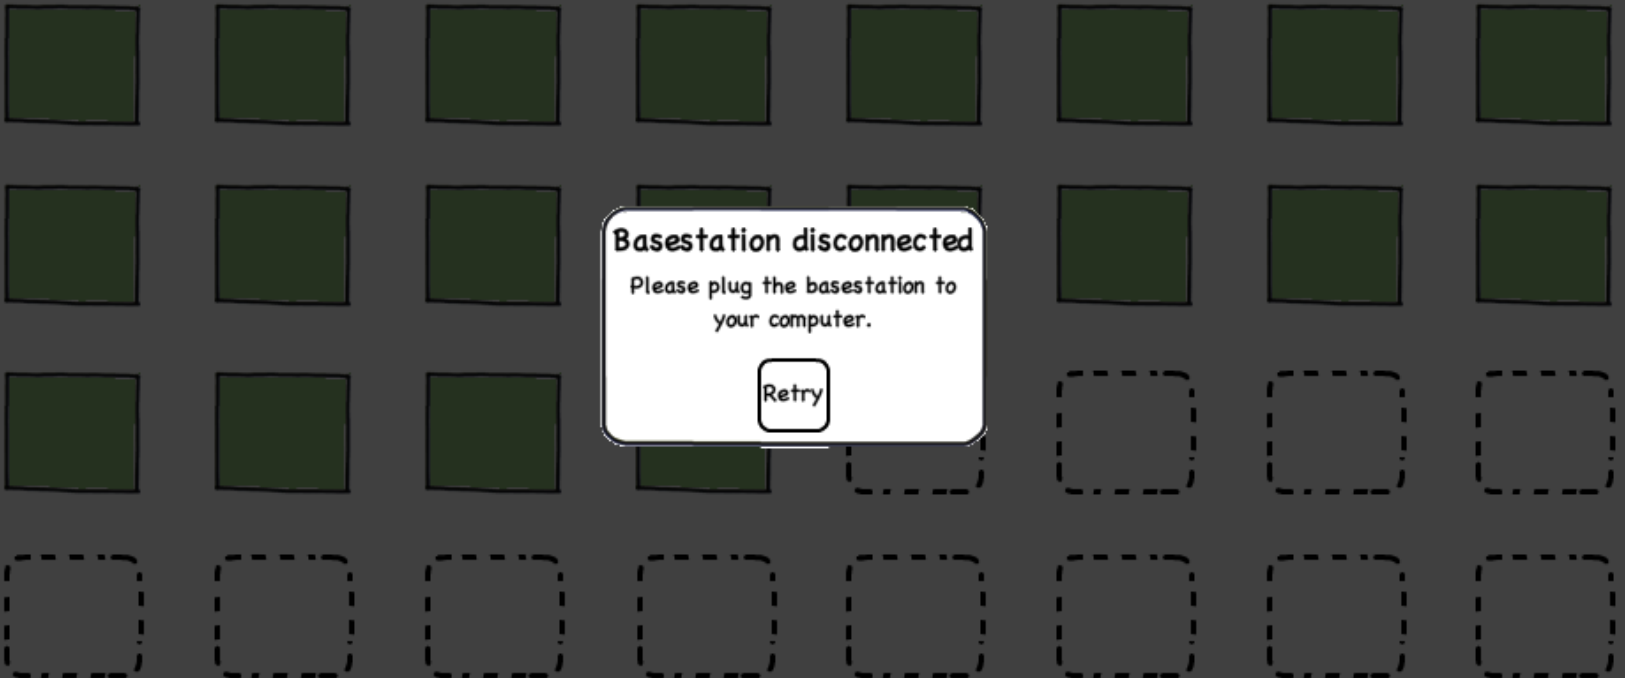 Basestation disconnected
Please plug the basestation to
your computer.
Retry